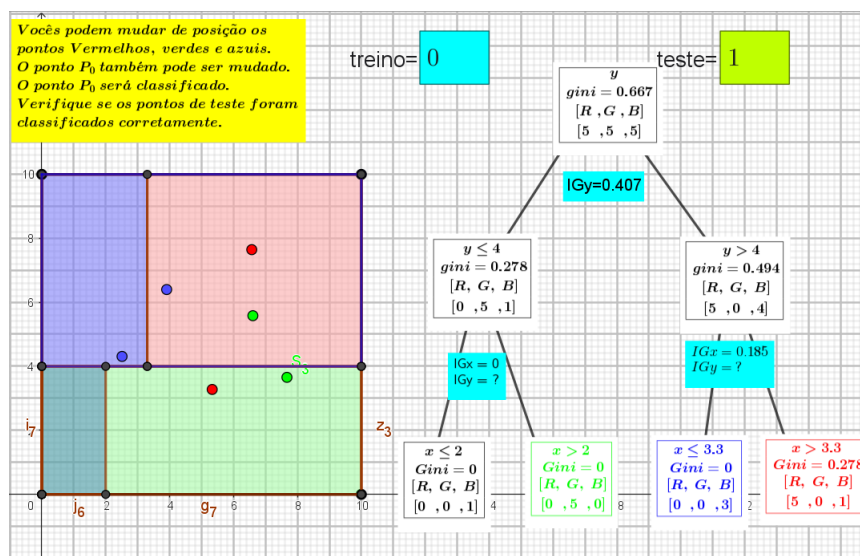 Vocês podem mudar de posição os
pontos Vermelhos, verdes e azuis.
O ponto P₀ também pode ser mudado.
O ponto P₀ será classificado.
Verifique se os pontos de teste foram
classificados corretamente.
treino= 0
teste= 1
y
gini = 0.667
[R , G , B]
[5 ,5 ,5]
IGy=0.407
y ≤ 4
gini = 0.278
[R, G, B]
[0 ,5 ,1]
y > 4
gini = 0.494
[R, G, B]
[5 ,0 ,4]
IGx = 0
IGy = ?
IGx = 0.185
IGy = ?
x ≤ 2
Gini = 0
[R, G, B]
[0 ,0 ,1]
x > 2
Gini = 0
[R, G, B]
[0 ,5 ,0]
x ≤ 3.3
Gini = 0
[R, G, B]
[0 ,0 ,3]
x > 3.3
Gini = 0.278
[R, G, B]
[5 ,0 ,1]
10
8
6
4
S₃
i₇
z₃
0 2 4 6 8 10 2 4 6 8 2
j₆ g₇